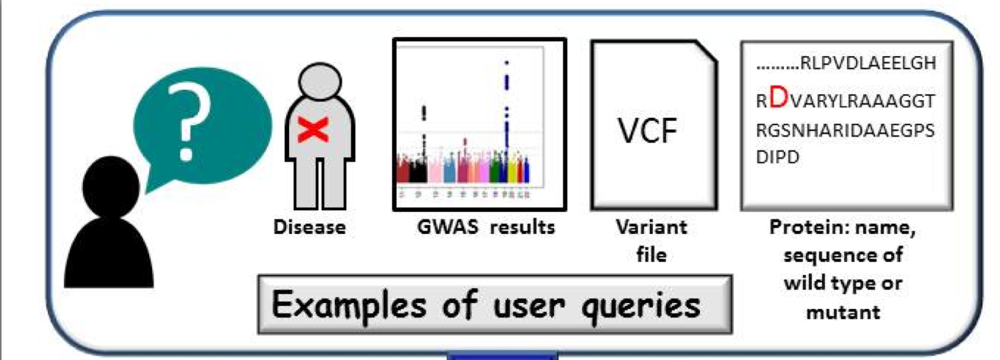 ?
Disease
GWAS results
VCF
Variant
file
.........RLPVDLAEELGH
RDVARYLRAAAGGT
RGSNHARIDAAEGPS
DIPD
Protein: name,
sequence of
wild type or
mutant
Examples of user queries